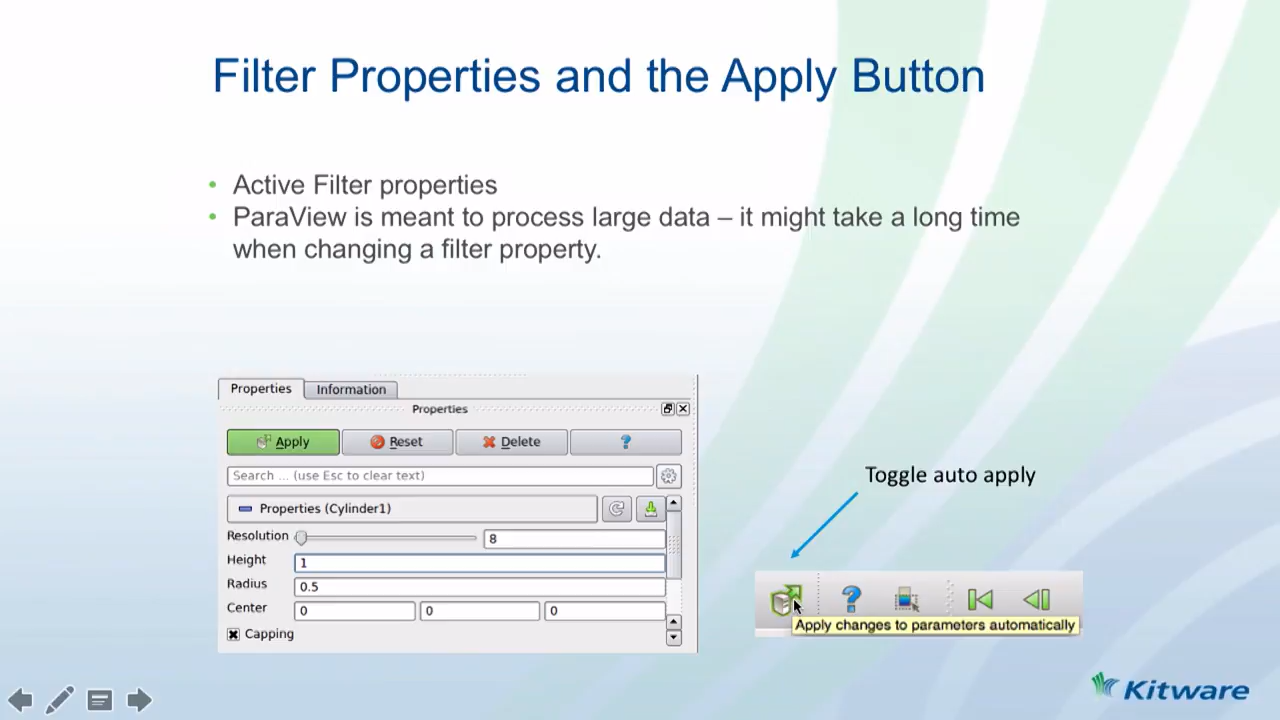 Filter Properties and the Apply Button
• Active Filter properties
• ParaView is meant to process large data – it might take a long time
when changing a filter property.
Properties Information
Properties
Apply Reset Delete ?
Search ... (use Esc to clear text)
Properties (Cylinder1)
Resolution 8
Height 1
Radius 0.5
Center 0 0 0
Capping
Toggle auto apply
?
Apply changes to parameters automatically
Kitware